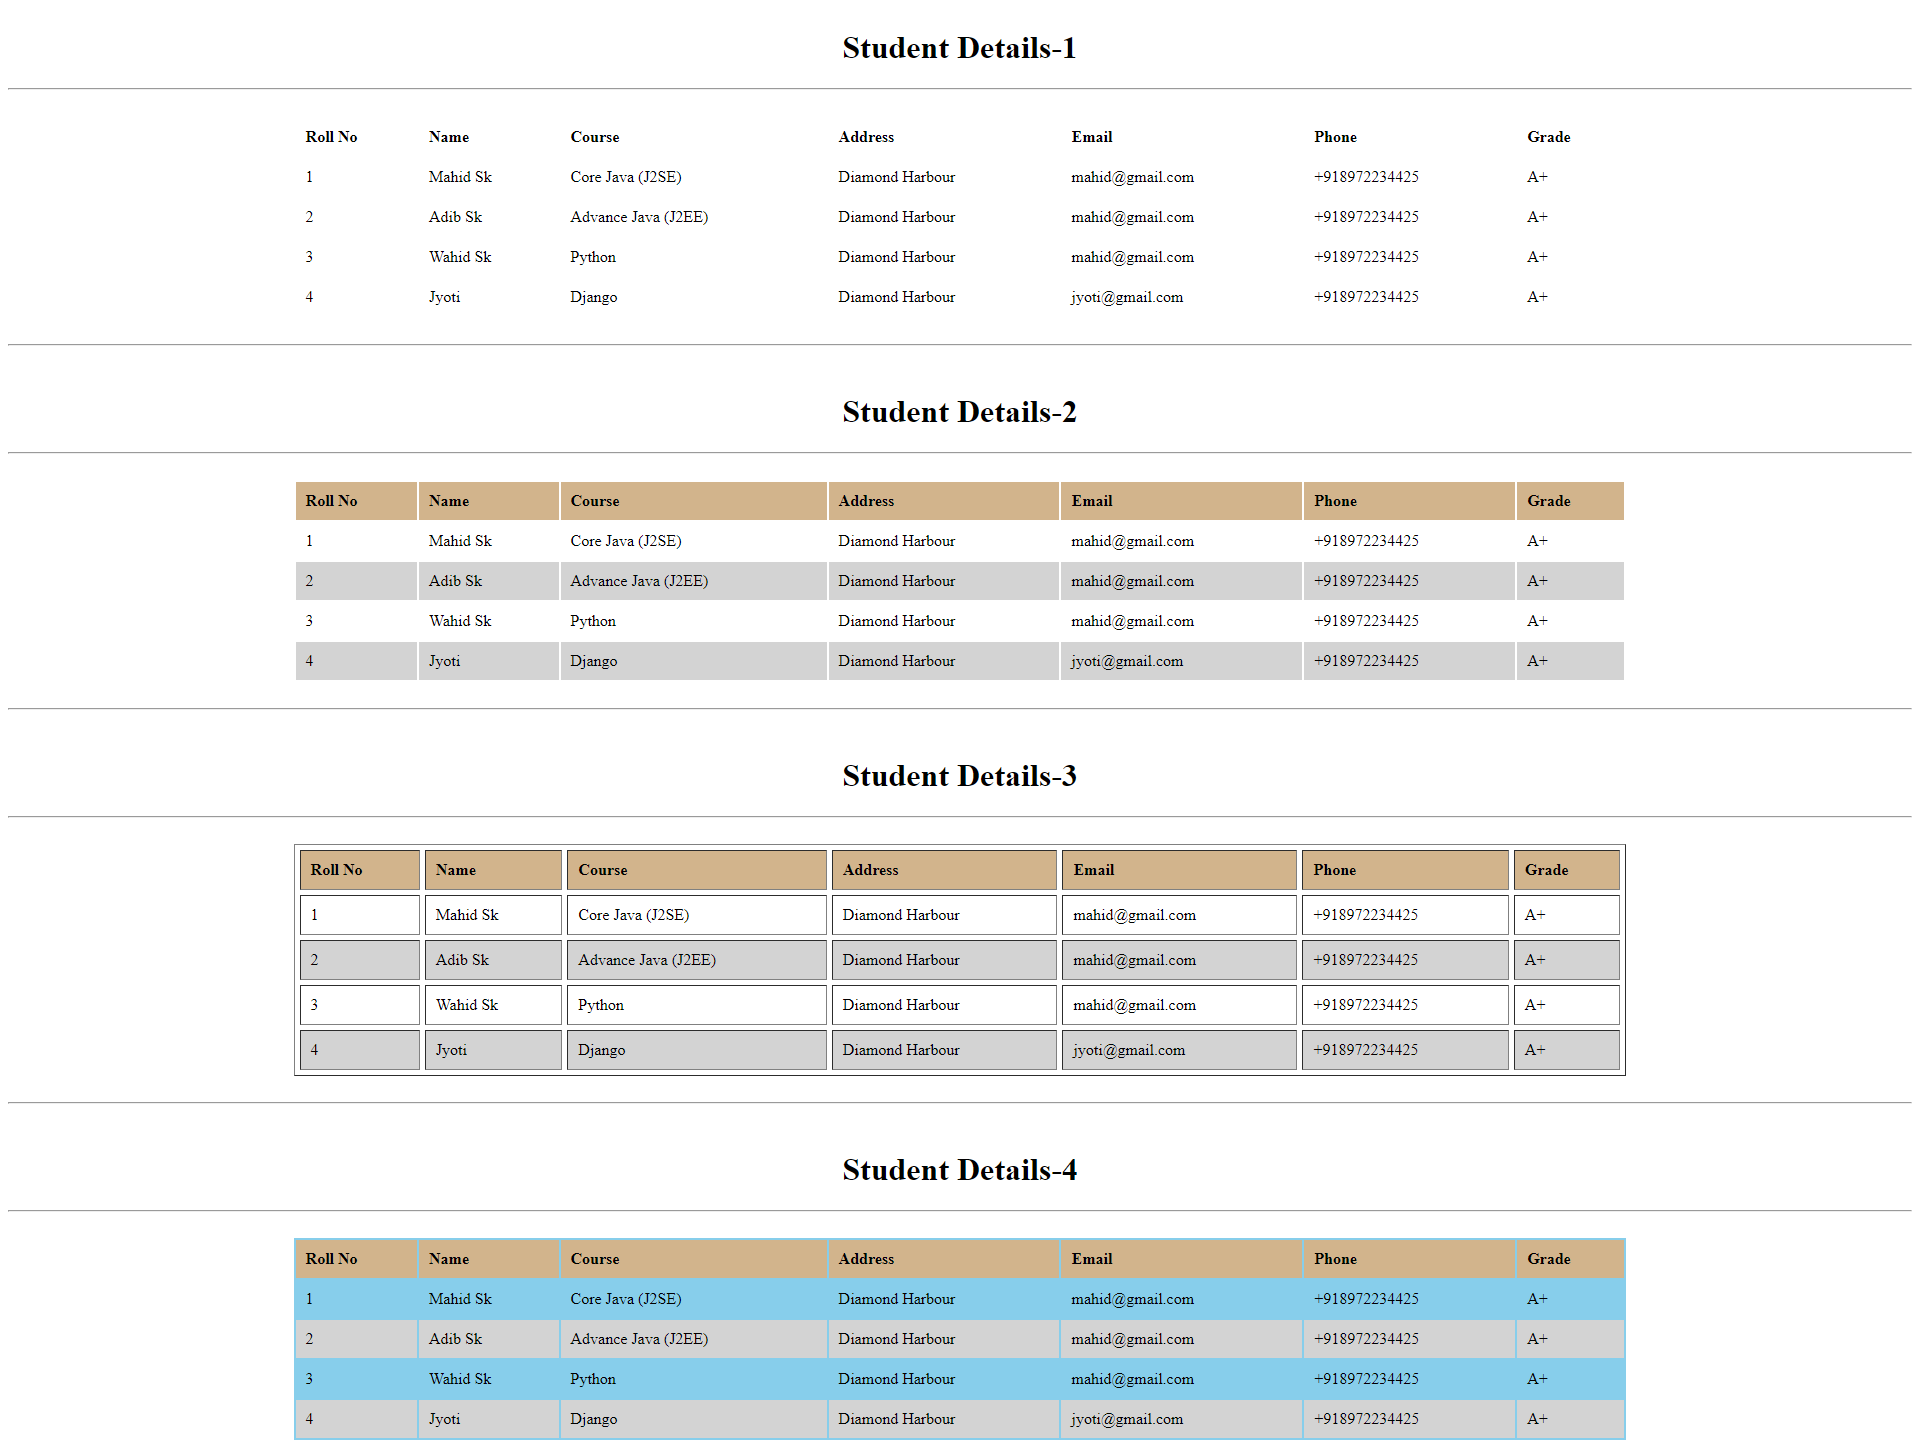 Student Details-1
Roll No Name Course Address Email Phone Grade
1 Mahid Sk Core Java (J2SE) Diamond Harbour mahid@gmail.com +918972234425 A+
2 Adib Sk Advance Java (J2EE) Diamond Harbour mahid@gmail.com +918972234425 A+
3 Wahid Sk Python Diamond Harbour mahid@gmail.com +918972234425 A+
4 Jyoti Django Diamond Harbour jyoti@gmail.com +918972234425 A+
Student Details-2
Roll No Name Course Address Email Phone Grade
1 Mahid Sk Core Java (J2SE) Diamond Harbour mahid@gmail.com +918972234425 A+
2 Adib Sk Advance Java (J2EE) Diamond Harbour mahid@gmail.com +918972234425 A+
3 Wahid Sk Python Diamond Harbour mahid@gmail.com +918972234425 A+
4 Jyoti Django Diamond Harbour jyoti@gmail.com +918972234425 A+
Student Details-3
Roll No Name Course Address Email Phone Grade
1 Mahid Sk Core Java (J2SE) Diamond Harbour mahid@gmail.com +918972234425 A+
2 Adib Sk Advance Java (J2EE) Diamond Harbour mahid@gmail.com +918972234425 A+
3 Wahid Sk Python Diamond Harbour mahid@gmail.com +918972234425 A+
4 Jyoti Django Diamond Harbour jyoti@gmail.com +918972234425 A+
Student Details-4
Roll No Name Course Address Email Phone Grade
1 Mahid Sk Core Java (J2SE) Diamond Harbour mahid@gmail.com +918972234425 A+
2 Adib Sk Advance Java (J2EE) Diamond Harbour mahid@gmail.com +918972234425 A+
3 Wahid Sk Python Diamond Harbour mahid@gmail.com +918972234425 A+
4 Jyoti Django Diamond Harbour jyoti@gmail.com +918972234425 A+